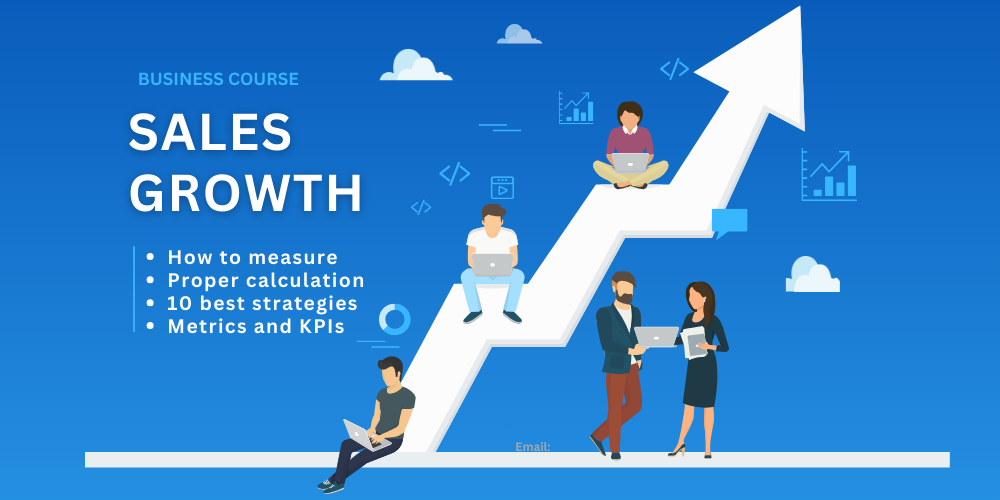 BUSINESS COURSE
SALES
GROWTH
• How to measure
• Proper calculation
• 10 best strategies
• Metrics and KPIs
Email: